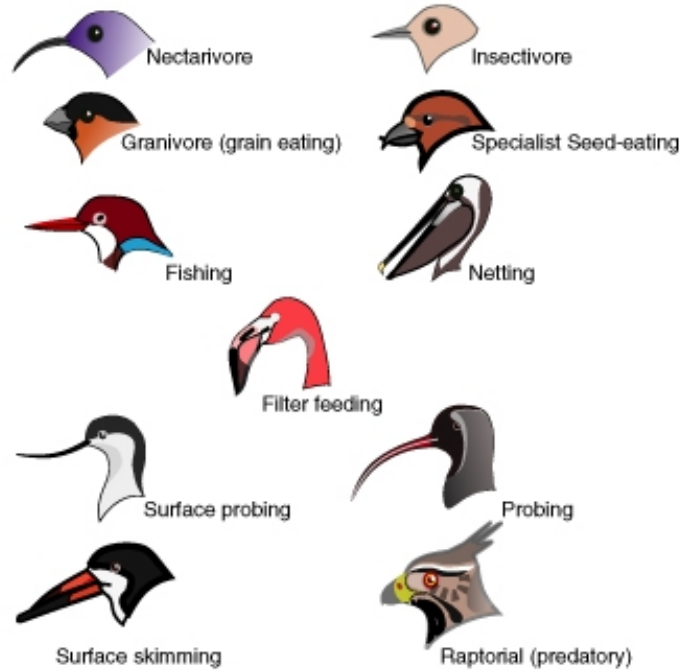 Nectarivore
Insectivore
Granivore (grain eating)
Specialist Seed-eating
Fishing
Netting
Filter feeding
Surface probing
Probing
Surface skimming
Raptorial (predatory)